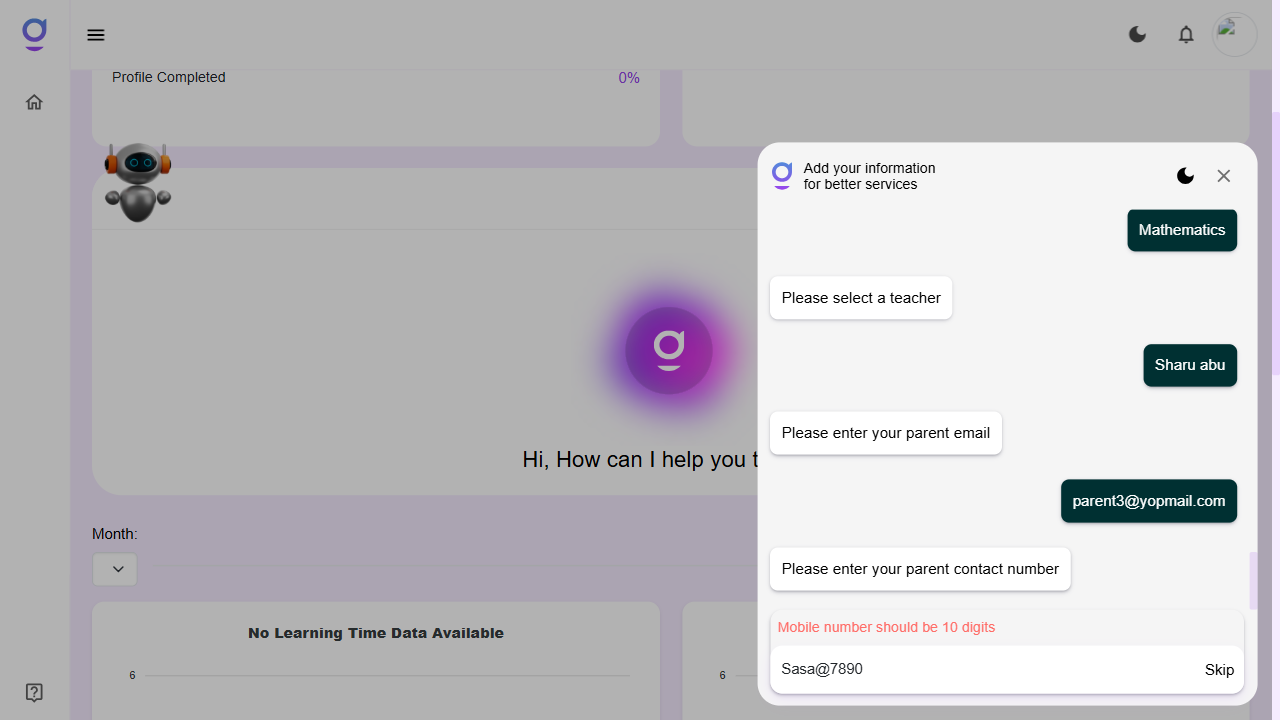 Profile Completed
0%
Add your information
for better services
Mathematics
Please select a teacher
Sharu abu
Please enter your parent email
parent3@yopmail.com
Please enter your parent contact number
Mobile number should be 10 digits
Sasa@7890
Skip
Hi, How can I help you t
Month:
No Learning Time Data Available
6
6